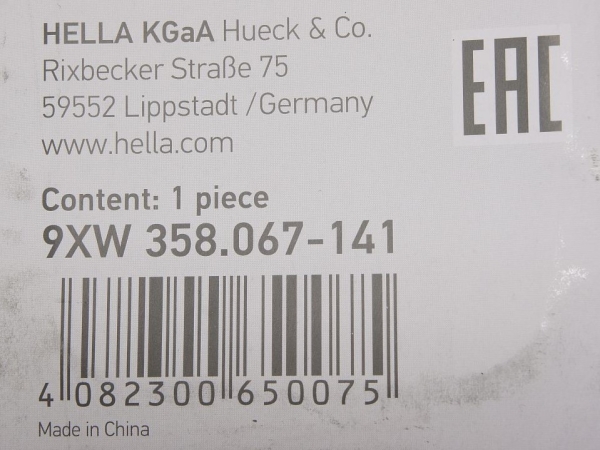 HELLA KGaA Hueck & Co.
Rixbecker Straße 75
59552 Lippstadt /Germany
www.hella.com
EAC
Content: 1 piece
9XW 358.067-141
4 082300 650075
Made in China